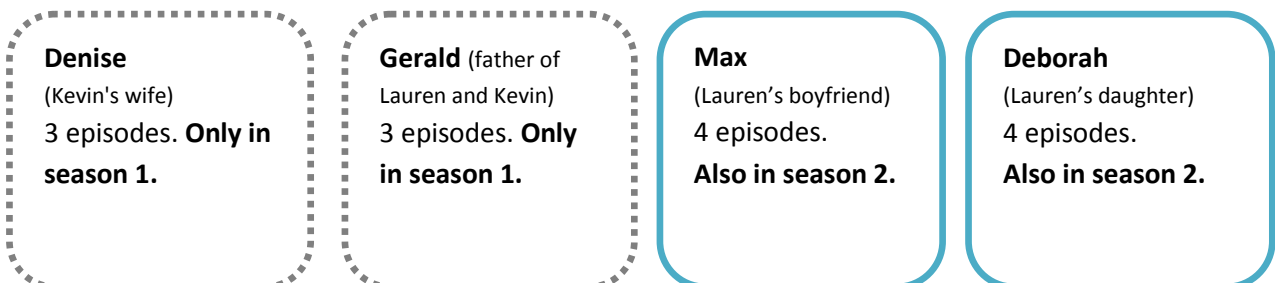 Denise
(Kevin's wife)
3 episodes. Only in
season 1.
Gerald (father of
Lauren and Kevin)
3 episodes. Only
in season 1.
Max
(Lauren’s boyfriend)
4 episodes.
Also in season 2.
Deborah
(Lauren’s daughter)
4 episodes.
Also in season 2.